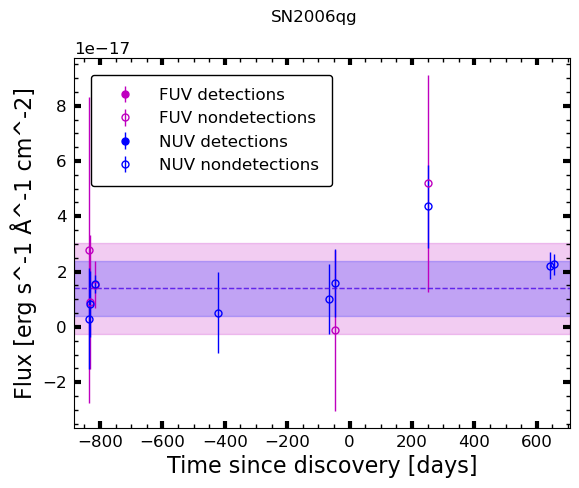 SN2006qg
1e−17
FUV detections
FUV nondetections
NUV detections
NUV nondetections
8
6
4
2
0
−2
Flux [erg s^-1 Å^-1 cm^-2]
−800 −600 −400 −200 0 200 400 600
Time since discovery [days]